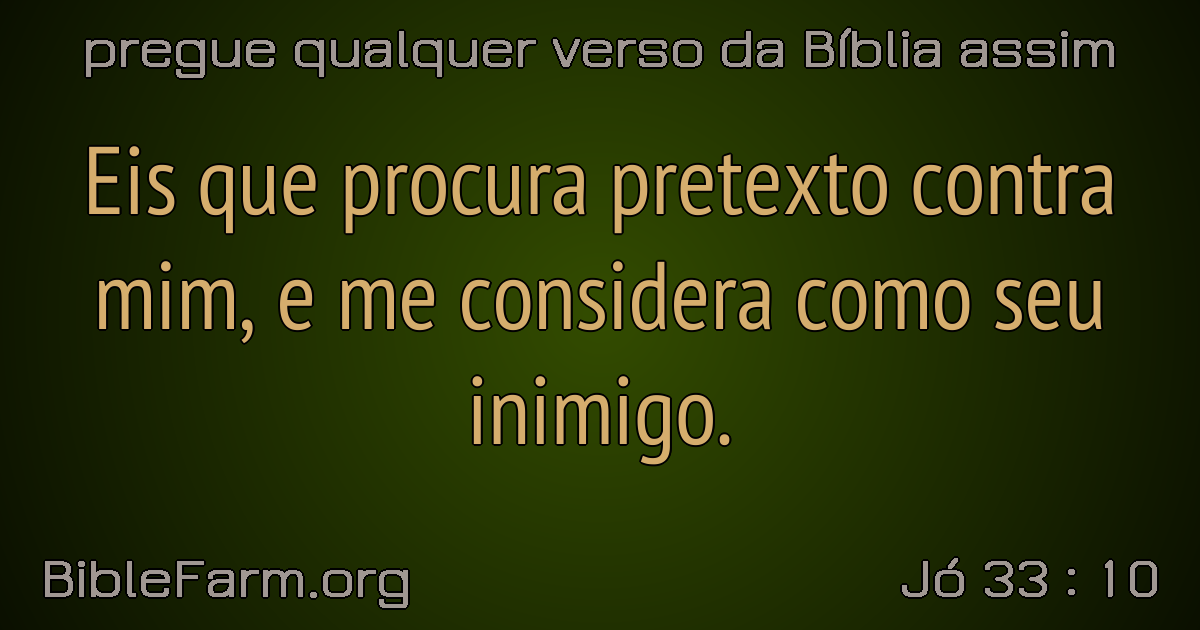 pregue qualquer verso da Bíblia assim
Eis que procura pretexto contra
mim, e me considera como seu
inimigo.
BibleFarm.org
Jó 33 : 10